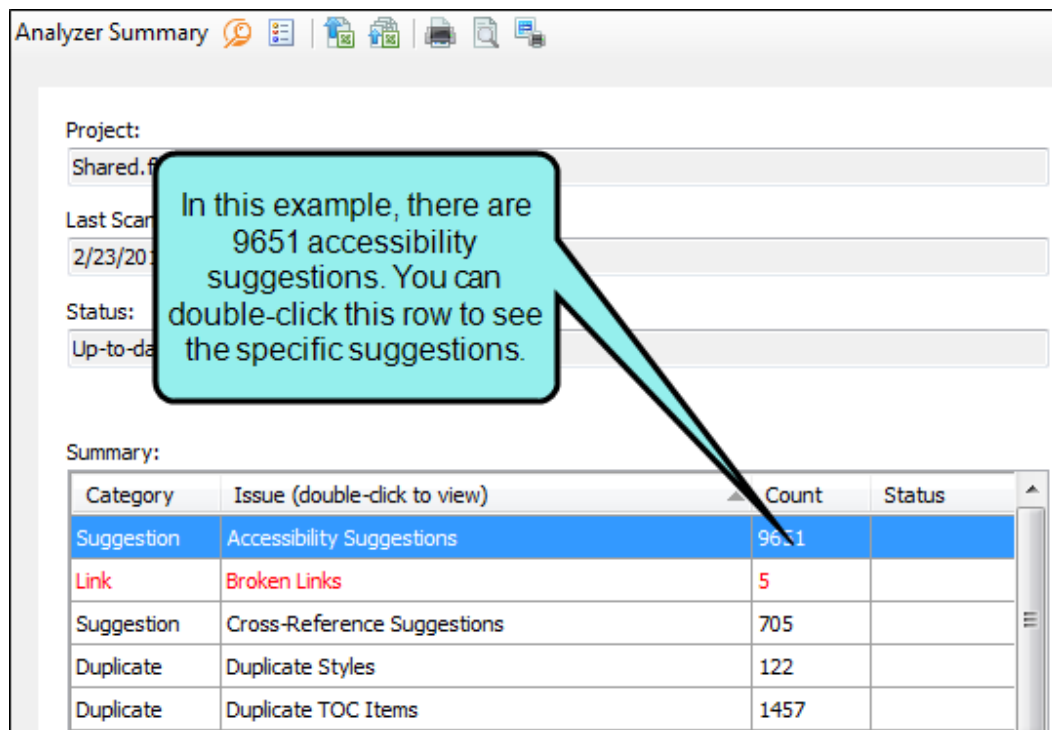 Analyzer Summary
Project:
Shared.f
Last Scan
2/23/201
Status:
Up-to-da
In this example, there are
9651 accessibility
suggestions. You can
double-click this row to see
the specific suggestions.
Summary:
Category Issue (double-click to view) Count Status
Suggestion Accessibility Suggestions 9651
Link Broken Links 5
Suggestion Cross-Reference Suggestions 705
Duplicate Duplicate Styles 122
Duplicate Duplicate TOC Items 1457